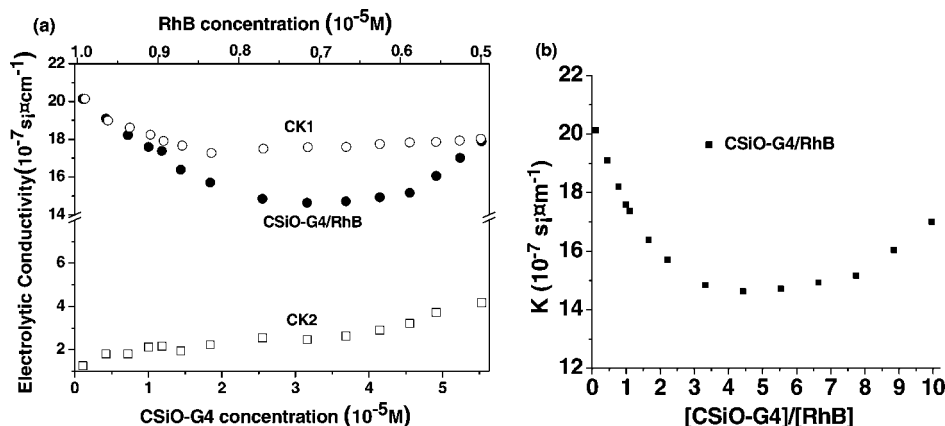 (a)
RhB concentration (10⁻⁵M)
1.0 0.9 0.8 0.7 0.6 0.5
Electrolytic Conductivity(10⁻⁷s¡¤cm⁻¹)
22
20
18
16
14
6
4
2
CK1
CSiO-G4/RhB
CK2
0 1 2 3 4 5
CSiO-G4 concentration (10⁻⁵M)
(b)
K (10⁻⁷ s¡¤m⁻¹)
22
20
18
16
14
12
CSiO-G4/RhB
0 1 2 3 4 5 6 7 8 9 10
[CSiO-G4]/[RhB]